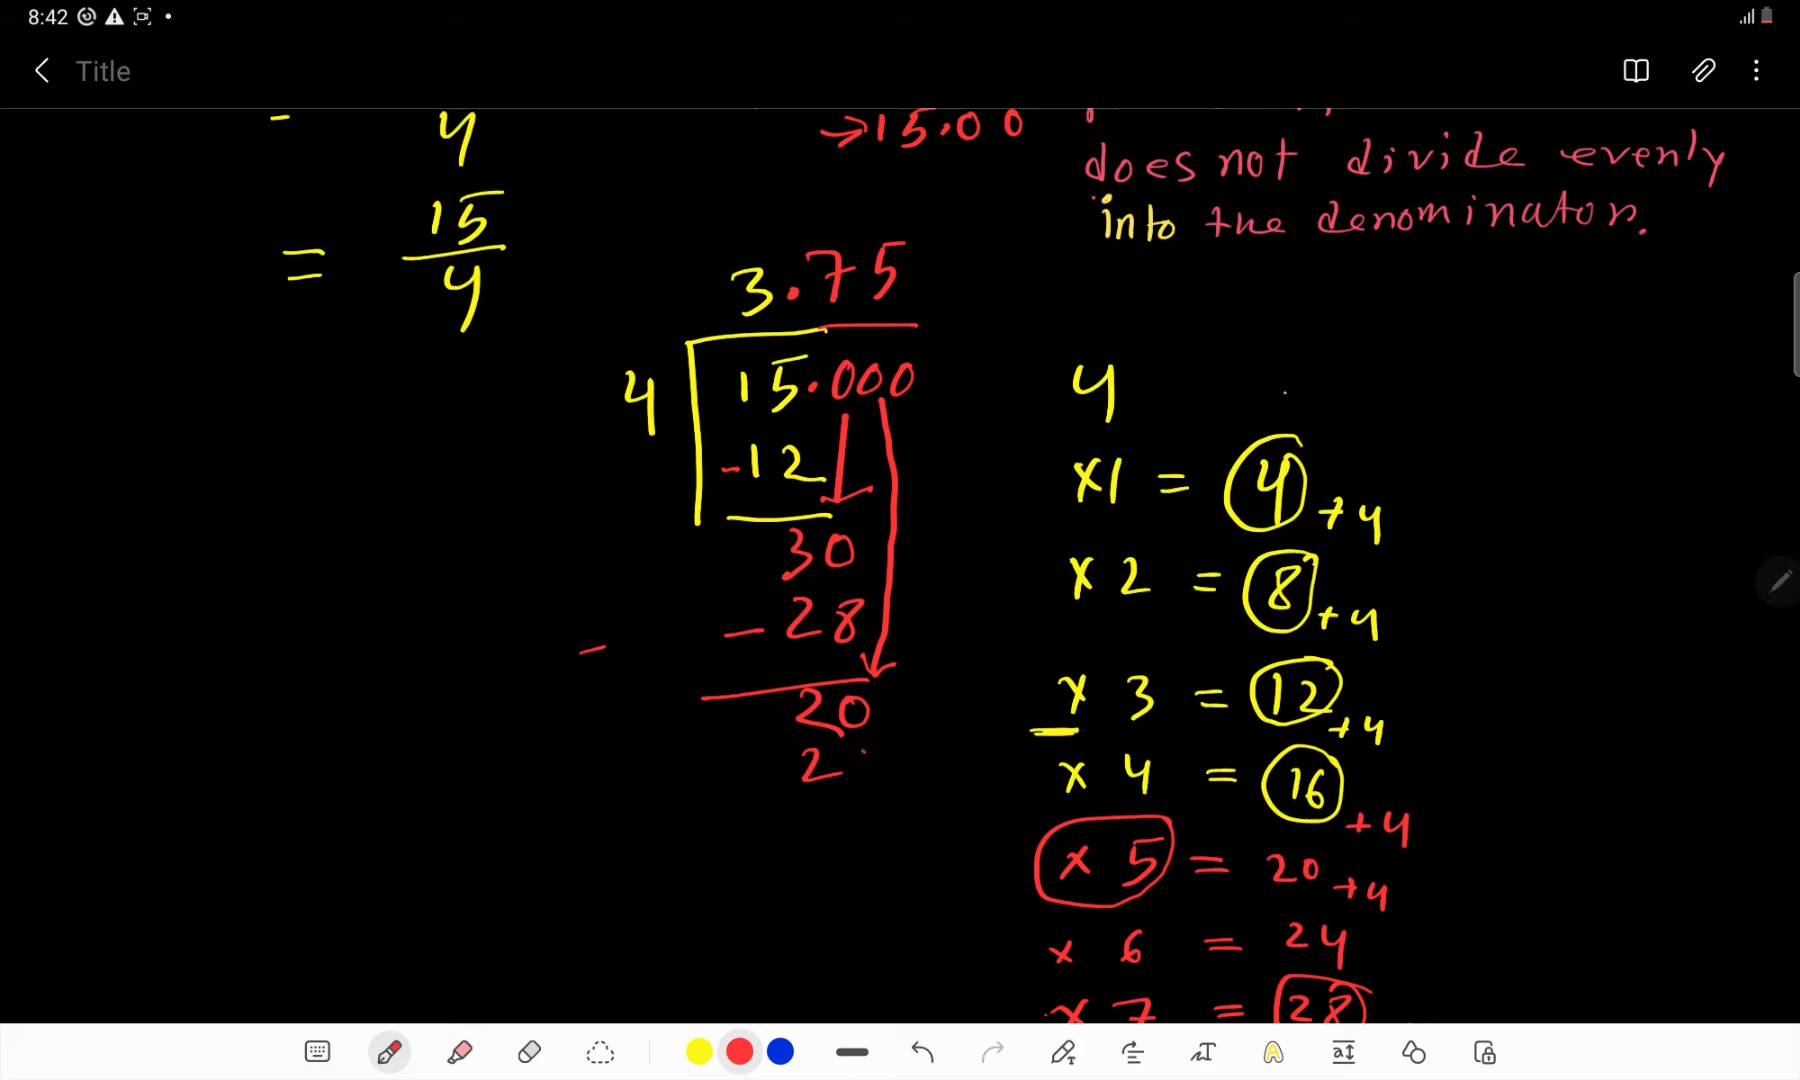 8:42
Title
- 4
= 15/4
→15.00
does not divide evenly
into the denominator.
3.75
4 15.000
-12
30
- 28
-
20
2
4
x1 = 4 +4
x 2 = 8 +4
x 3 = 12 +4
x 4 = 16 +4
x 5 = 20 +4
x 6 = 24
x 7 = 28